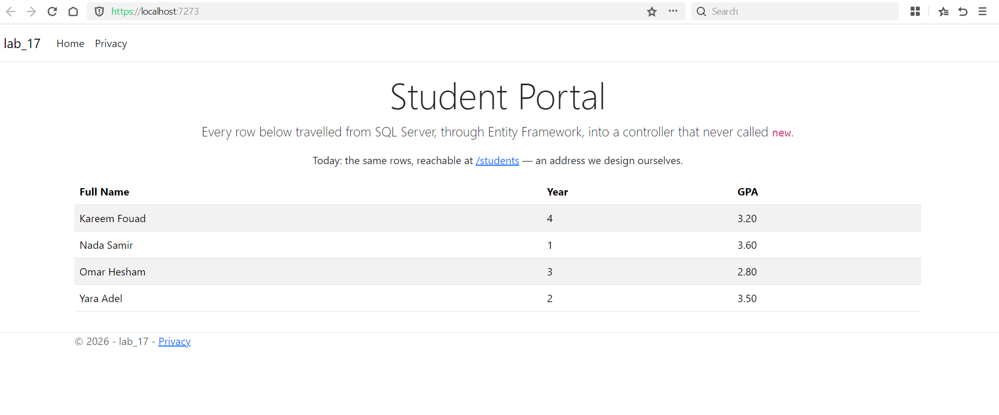 https://localhost:7273
Search
lab_17 Home Privacy
Student Portal
Every row below travelled from SQL Server, through Entity Framework, into a controller that never called new.
Today: the same rows, reachable at /students — an address we design ourselves.
Full Name Year GPA
Kareem Fouad 4 3.20
Nada Samir 1 3.60
Omar Hesham 3 2.80
Yara Adel 2 3.50
© 2026 - lab_17 - Privacy